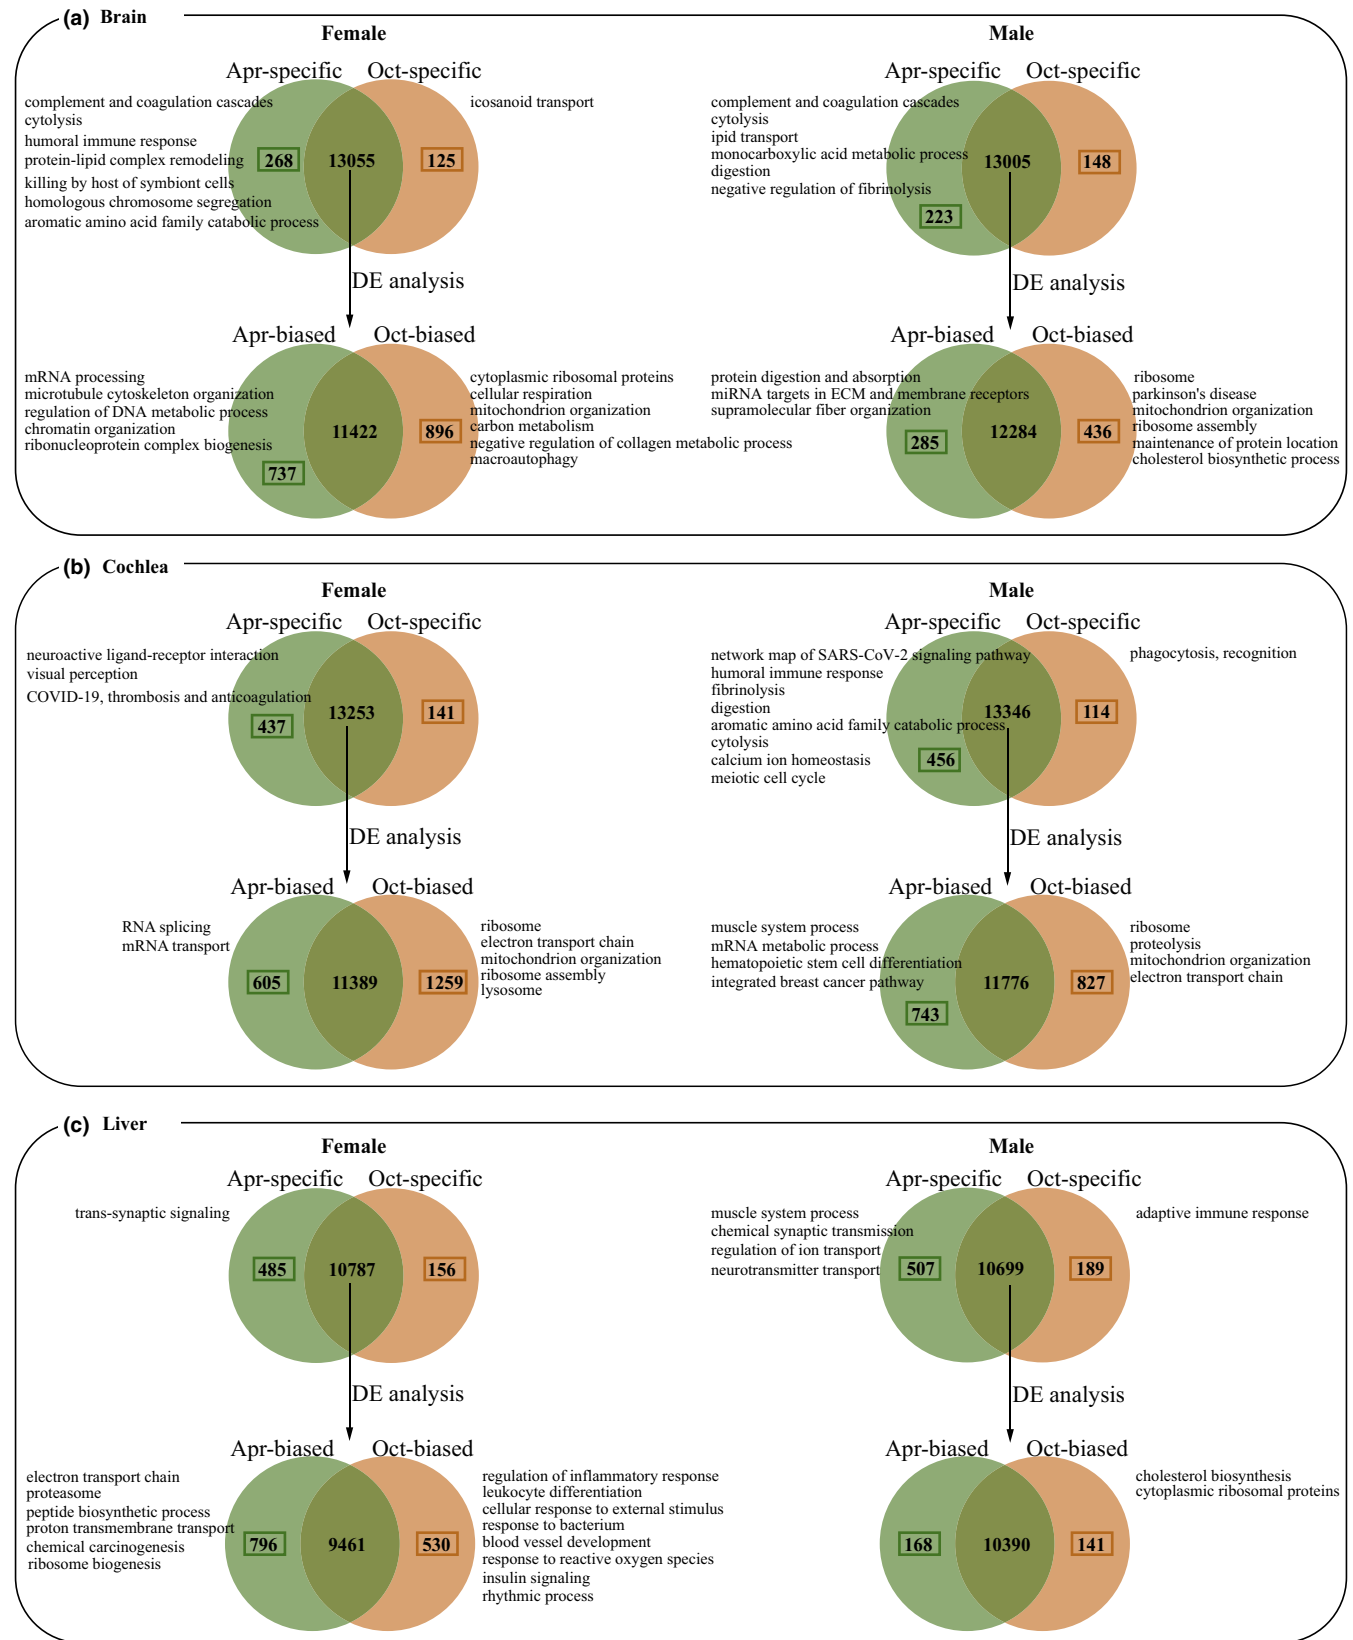 (a) Brain
Female
Apr-specific Oct-specific
complement and coagulation cascades
cytolysis
humoral immune response
protein-lipid complex remodeling
killing by host of symbiont cells
homologous chromosome segregation
aromatic amino acid family catabolic process
268 13055 125
icosanoid transport
DE analysis
Apr-biased Oct-biased
mRNA processing
microtubule cytoskeleton organization
regulation of DNA metabolic process
chromatin organization
ribonucleoprotein complex biogenesis
737 11422 896
cytoplasmic ribosomal proteins
cellular respiration
mitochondrion organization
carbon metabolism
negative regulation of collagen metabolic process
macroautophagy
Male
Apr-specific Oct-specific
complement and coagulation cascades
cytolysis
ipid transport
monocarboxylic acid metabolic process
digestion
negative regulation of fibrinolysis
223 13005 148
DE analysis
Apr-biased Oct-biased
protein digestion and absorption
miRNA targets in ECM and membrane receptors
supramolecular fiber organization
285 12284 436
ribosome
parkinson's disease
mitochondrion organization
ribosome assembly
maintenance of protein location
cholesterol biosynthetic process
(b) Cochlea
Female
Apr-specific Oct-specific
neuroactive ligand-receptor interaction
visual perception
COVID-19, thrombosis and anticoagulation
437 13253 141
DE analysis
Apr-biased Oct-biased
RNA splicing
mRNA transport
605 11389 1259
ribosome
electron transport chain
mitochondrion organization
ribosome assembly
lysosome
Male
Apr-specific Oct-specific
network map of SARS-CoV-2 signaling pathway
humoral immune response
fibrinolysis
digestion
aromatic amino acid family catabolic process
cytolysis
calcium ion homeostasis
meiotic cell cycle
456 13346 114
phagocytosis, recognition
DE analysis
Apr-biased Oct-biased
muscle system process
mRNA metabolic process
hematopoietic stem cell differentiation
integrated breast cancer pathway
743 11776 827
ribosome
proteolysis
mitochondrion organization
electron transport chain
(c) Liver
Female
Apr-specific Oct-specific
trans-synaptic signaling
485 10787 156
DE analysis
Apr-biased Oct-biased
electron transport chain
proteasome
peptide biosynthetic process
proton transmembrane transport
chemical carcinogenesis
ribosome biogenesis
796 9461 530
regulation of inflammatory response
leukocyte differentiation
cellular response to external stimulus
response to bacterium
blood vessel development
response to reactive oxygen species
insulin signaling
rhythmic process
Male
Apr-specific Oct-specific
muscle system process
chemical synaptic transmission
regulation of ion transport
neurotransmitter transport
507 10699 189
adaptive immune response
DE analysis
Apr-biased Oct-biased
168 10390 141
cholesterol biosynthesis
cytoplasmic ribosomal proteins